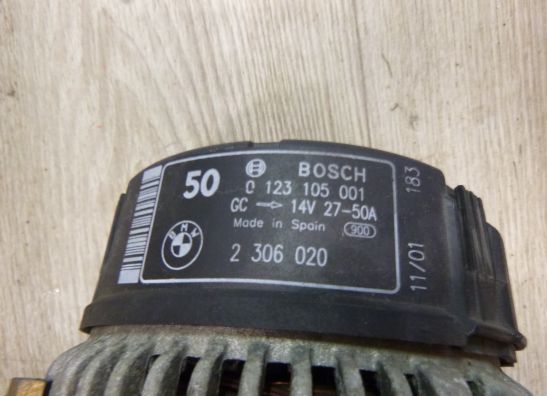 50 BOSCH
0 123 105 001
GC 14V 27-50A
Made in Spain 900
BMW 2 306 020
11/01 183